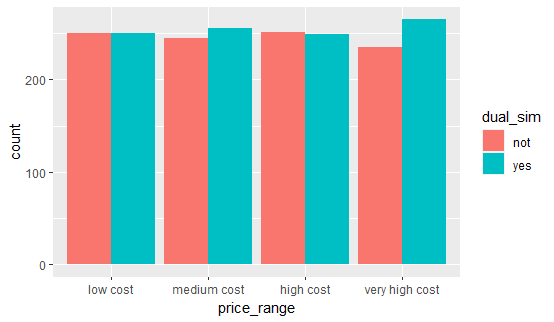 count
200
100
0
low cost
medium cost
high cost
very high cost
price_range
dual_sim
not
yes